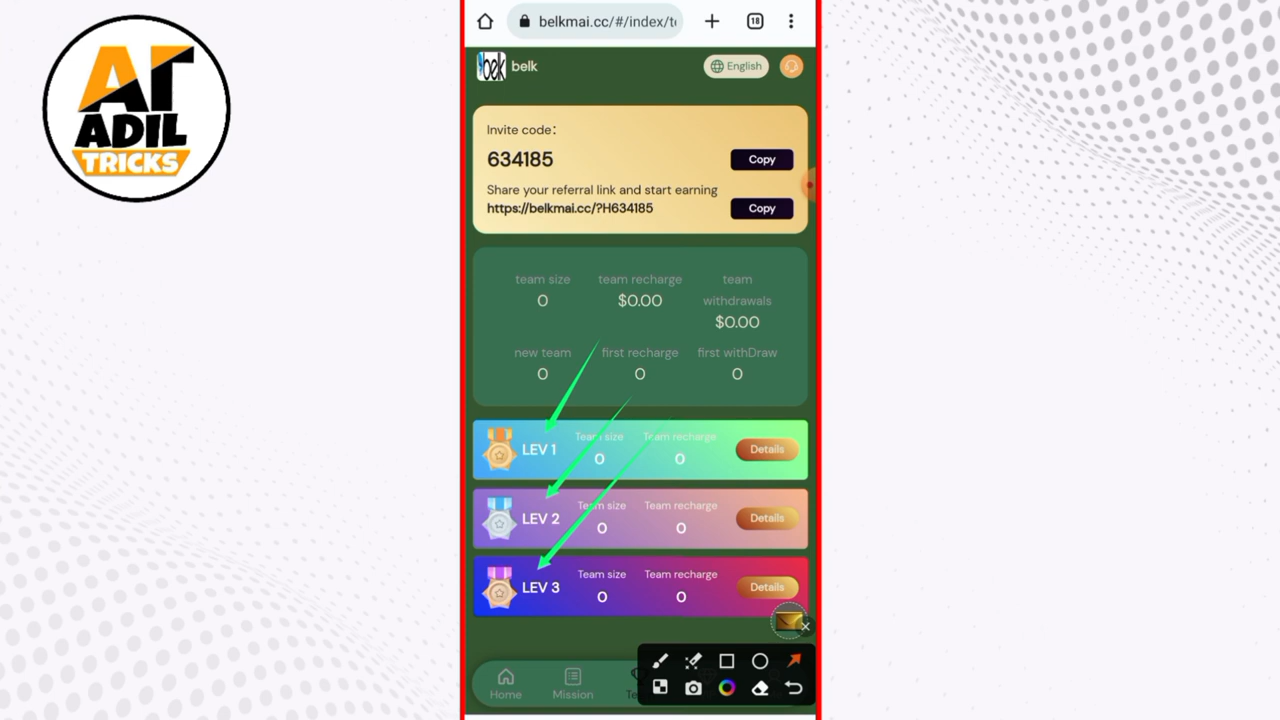 AT
ADIL
TRICKS
belkmai.cc/#/index/t
18
belk
belk
English
Invite code:
634185
Copy
Share your referral link and start earning
https://belkmai.cc/?H634185
Copy
team size
team recharge
team withdrawals
0
$0.00
$0.00
new team
first recharge
first withDraw
0
0
0
LEV 1
Team size
Team recharge
0
0
Details
LEV 2
Team size
Team recharge
0
0
Details
LEV 3
Team size
Team recharge
0
0
Details
Home
Mission